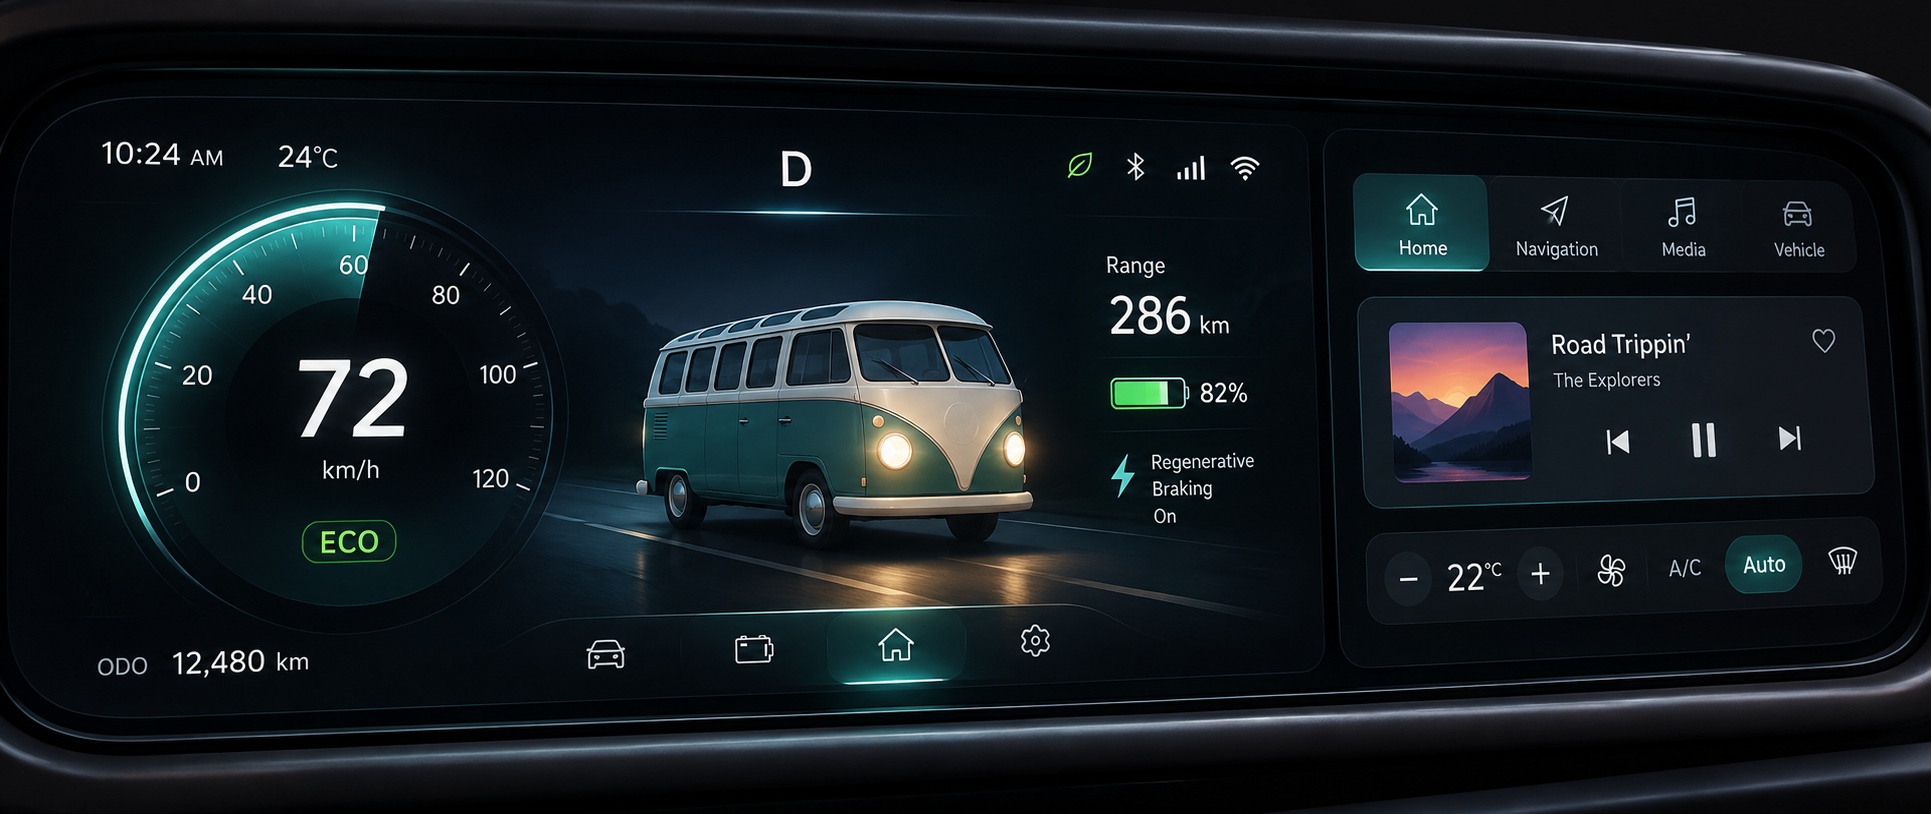 10:24 AM 24°C
D
0
20
40
60
80
100
120
72
km/h
ECO
ODO 12,480 km
Range
286 km
82%
Regenerative
Braking
On
Home Navigation Media Vehicle
Road Trippin'
The Explorers
− 22°C + A/C Auto